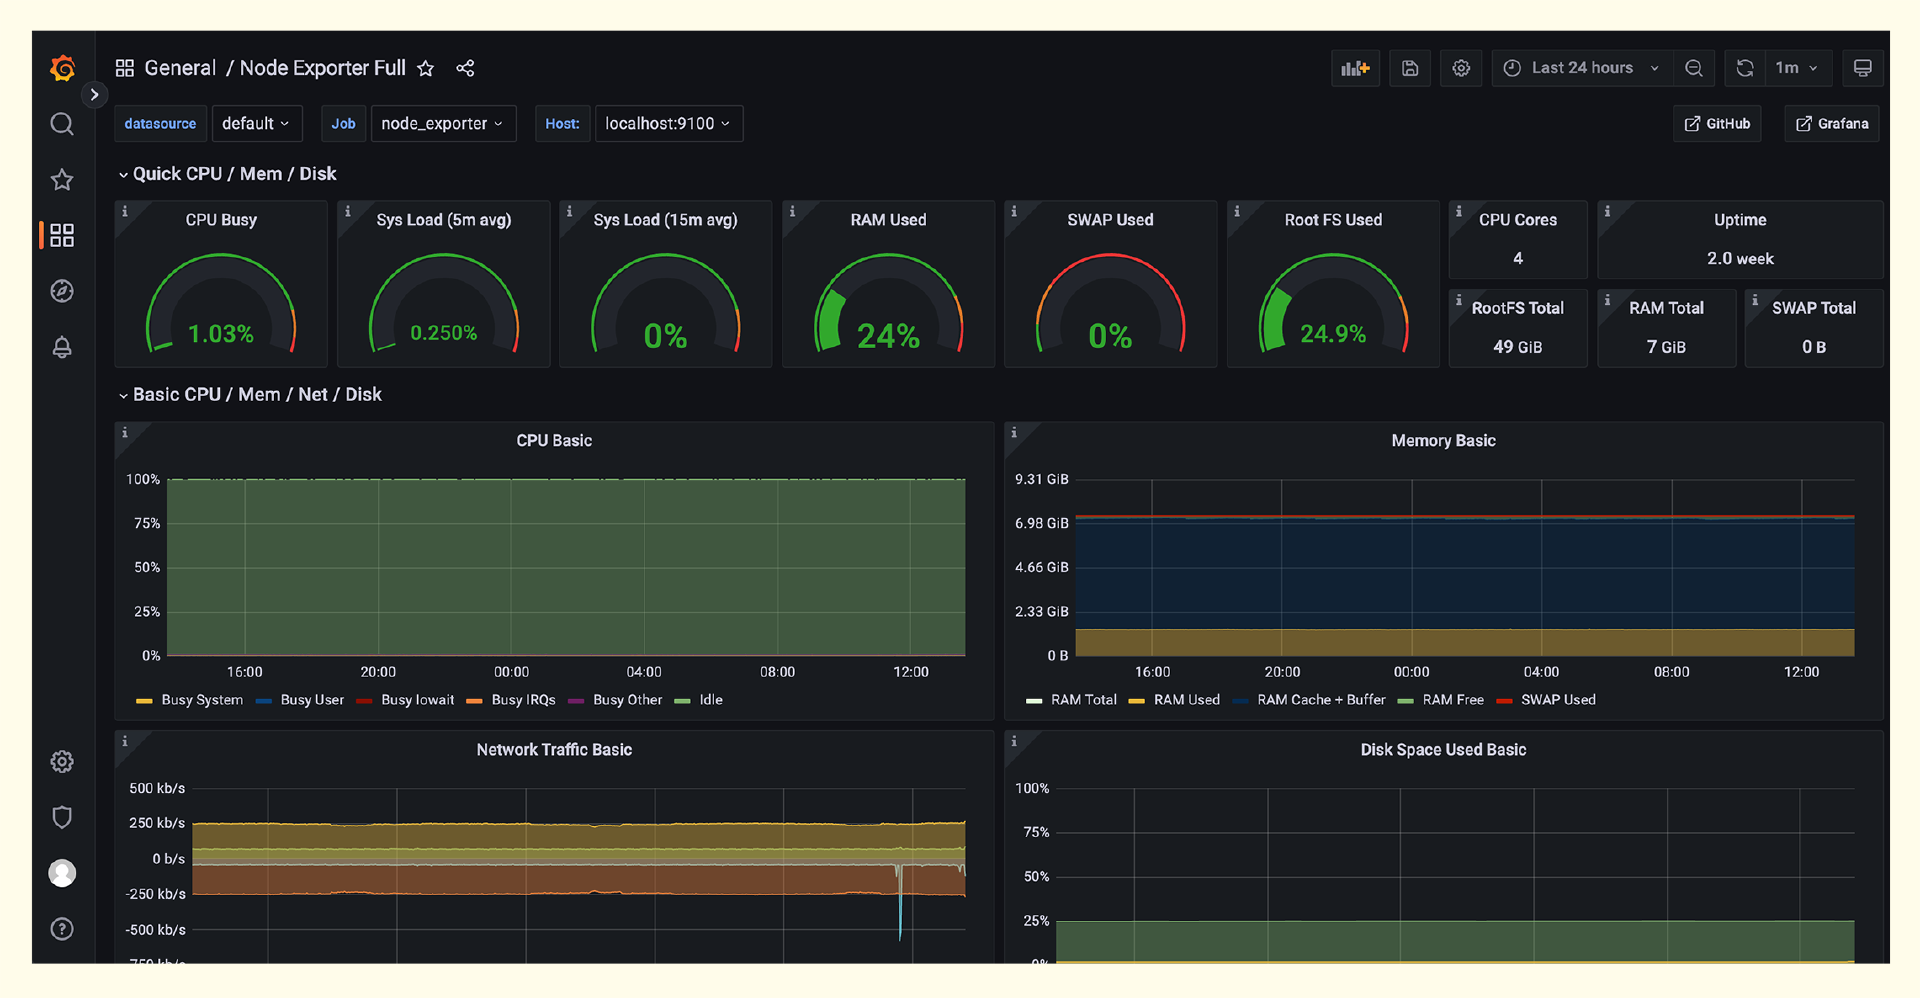 General / Node Exporter Full
Last 24 hours
1m
datasource default Job node_exporter Host: localhost:9100
GitHub Grafana
Quick CPU / Mem / Disk
CPU Busy
1.03%
Sys Load (5m avg)
0.250%
Sys Load (15m avg)
0%
RAM Used
24%
SWAP Used
0%
Root FS Used
24.9%
CPU Cores
4
Uptime
2.0 week
RootFS Total
49 GiB
RAM Total
7 GiB
SWAP Total
0 B
Basic CPU / Mem / Net / Disk
CPU Basic
100%
75%
50%
25%
0%
16:00 20:00 00:00 04:00 08:00 12:00
Busy System Busy User Busy Iowait Busy IRQs Busy Other Idle
Memory Basic
9.31 GiB
6.98 GiB
4.66 GiB
2.33 GiB
0 B
16:00 20:00 00:00 04:00 08:00 12:00
RAM Total RAM Used RAM Cache + Buffer RAM Free SWAP Used
Network Traffic Basic
500 kb/s
250 kb/s
0 b/s
-250 kb/s
-500 kb/s
-750 kb/s
Disk Space Used Basic
100%
75%
50%
25%
0%